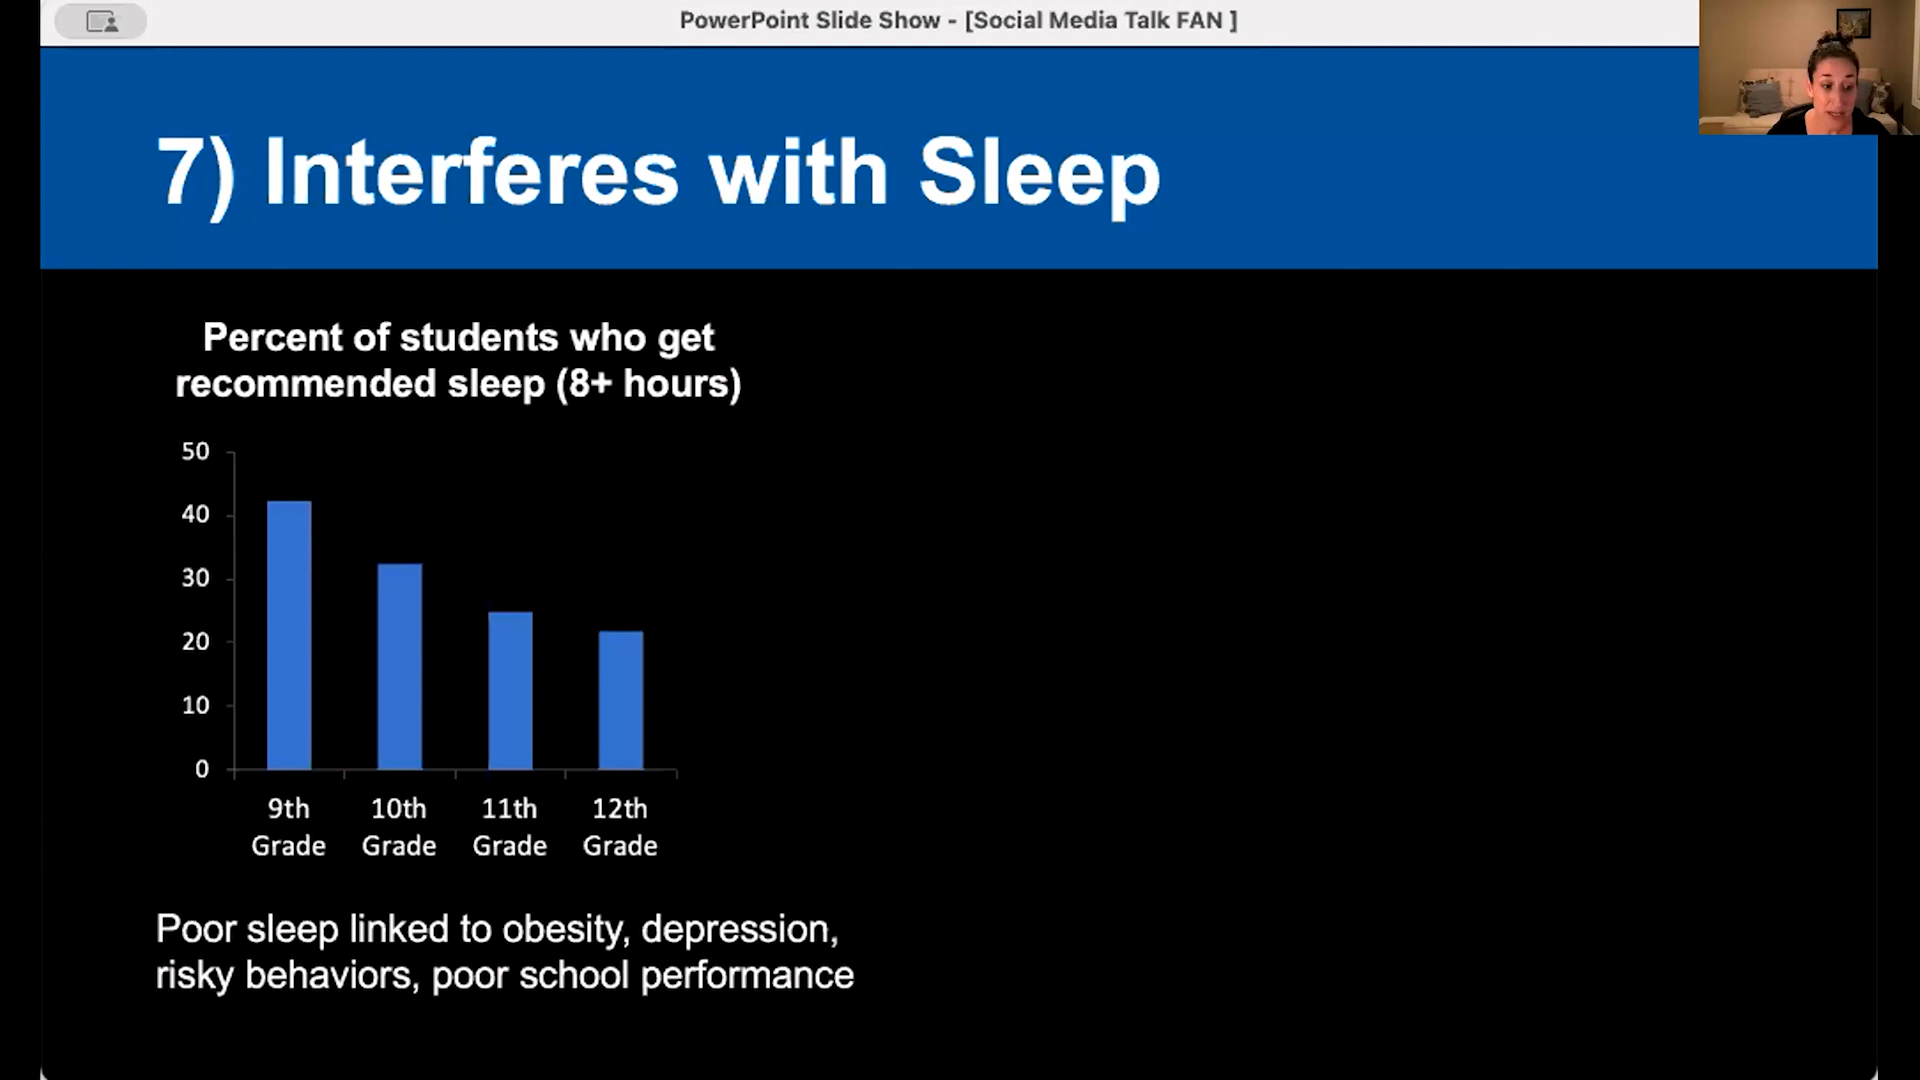 PowerPoint Slide Show - [Social Media Talk FAN ]
7) Interferes with Sleep
Percent of students who get
recommended sleep (8+ hours)
50
40
30
20
10
0
9th Grade
10th Grade
11th Grade
12th Grade
Poor sleep linked to obesity, depression,
risky behaviors, poor school performance